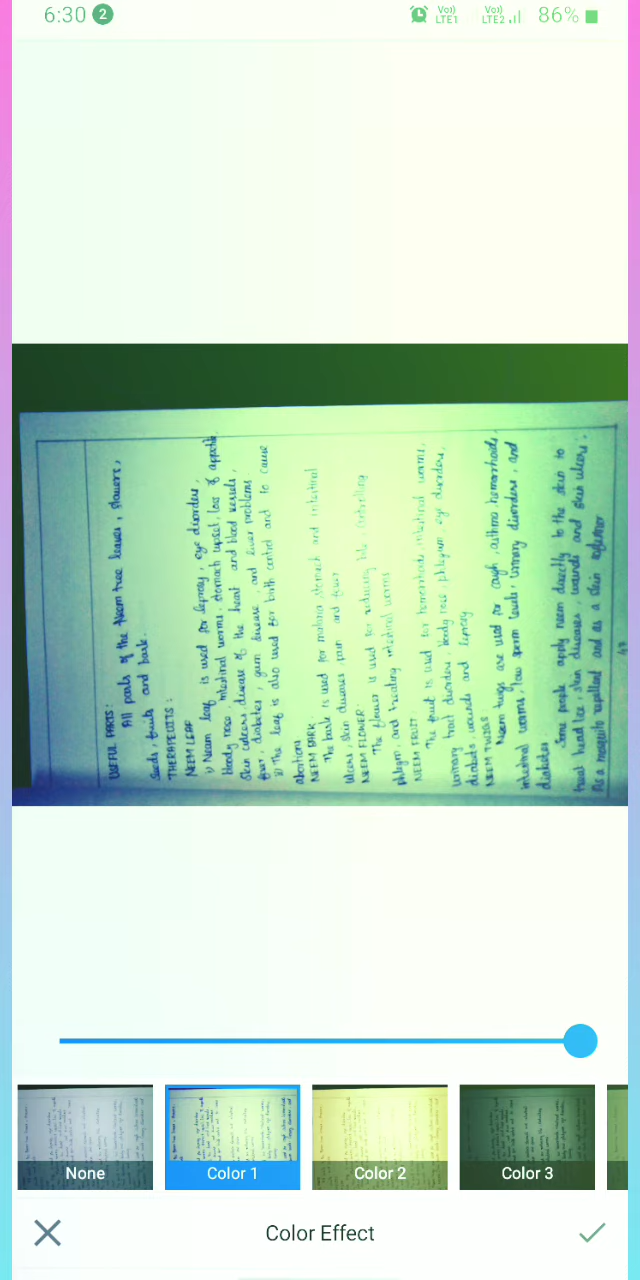 6:30 2 Vo) LTE1 Vo) LTE2 86%
USEFUL PARTS:
All parts of the Neem tree leaves, flowers,
seeds, fruits and bark.
THERAPEUTIS:
NEEM LEAF
1) Neem leaf is used for leprosy, eye disorders,
bloody nose, intestinal worms, stomach upset, loss of
skin disease of the heart and blood vessels,
fever, diabetes, gum disease, and liver problems.
2) The leaf is also used for birth control and to cause
abortions
NEEM BARK
The bark is used for malaria stomach and intestinal
ulcers, skin diseases, pain and fever
NEEM FLOWER
The flower is used for reducing bile, controlling
phlegm, and treating intestinal worms
NEEM FRUIT
The fruit is used for hemorrhoids, intestinal worms,
urinary tract disorders, bloody nose, phlegum, eye disorders,
wounds and leprosy
NEEM TWIGS
Neem twigs are used for cough, asthma, hemorrhoids,
intestinal worms, low sperm levels, urinary disorders, and
diabetes
Some people apply neem directly to the skin to
treat head lice, skin diseases, wounds and skin ulcers.
As a mosquito repellent and as a skin
None
Color 1
Color 2
Color 3
Color Effect